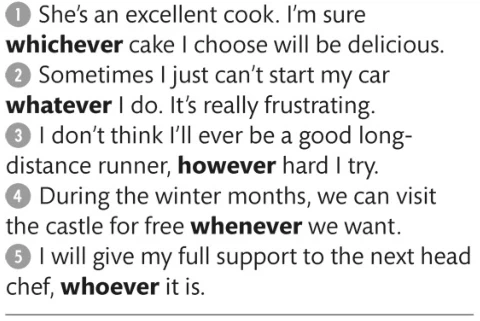 1 She's an excellent cook. I'm sure
whichever cake I choose will be delicious.
2 Sometimes I just can't start my car
whatever I do. It's really frustrating.
3 I don't think I'll ever be a good long-
distance runner, however hard I try.
4 During the winter months, we can visit
the castle for free whenever we want.
5 I will give my full support to the next head
chef, whoever it is.